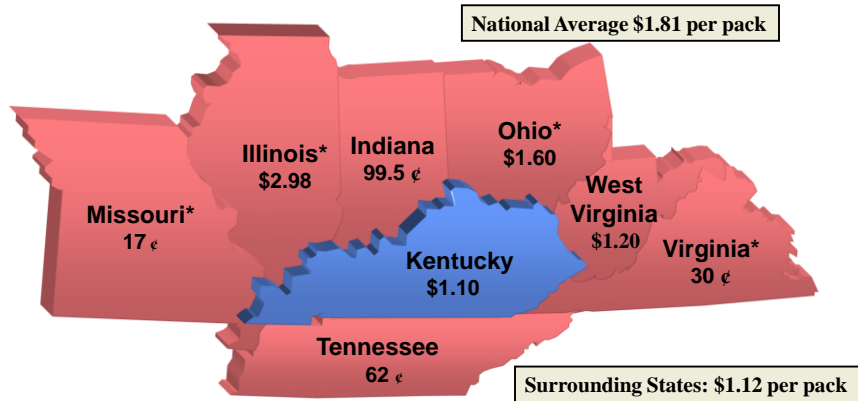 National Average $1.81 per pack
Illinois*
$2.98
Indiana
99.5 ¢
Ohio*
$1.60
Missouri*
17 ¢
West
Virginia
$1.20
Virginia*
30 ¢
Kentucky
$1.10
Tennessee
62 ¢
Surrounding States: $1.12 per pack